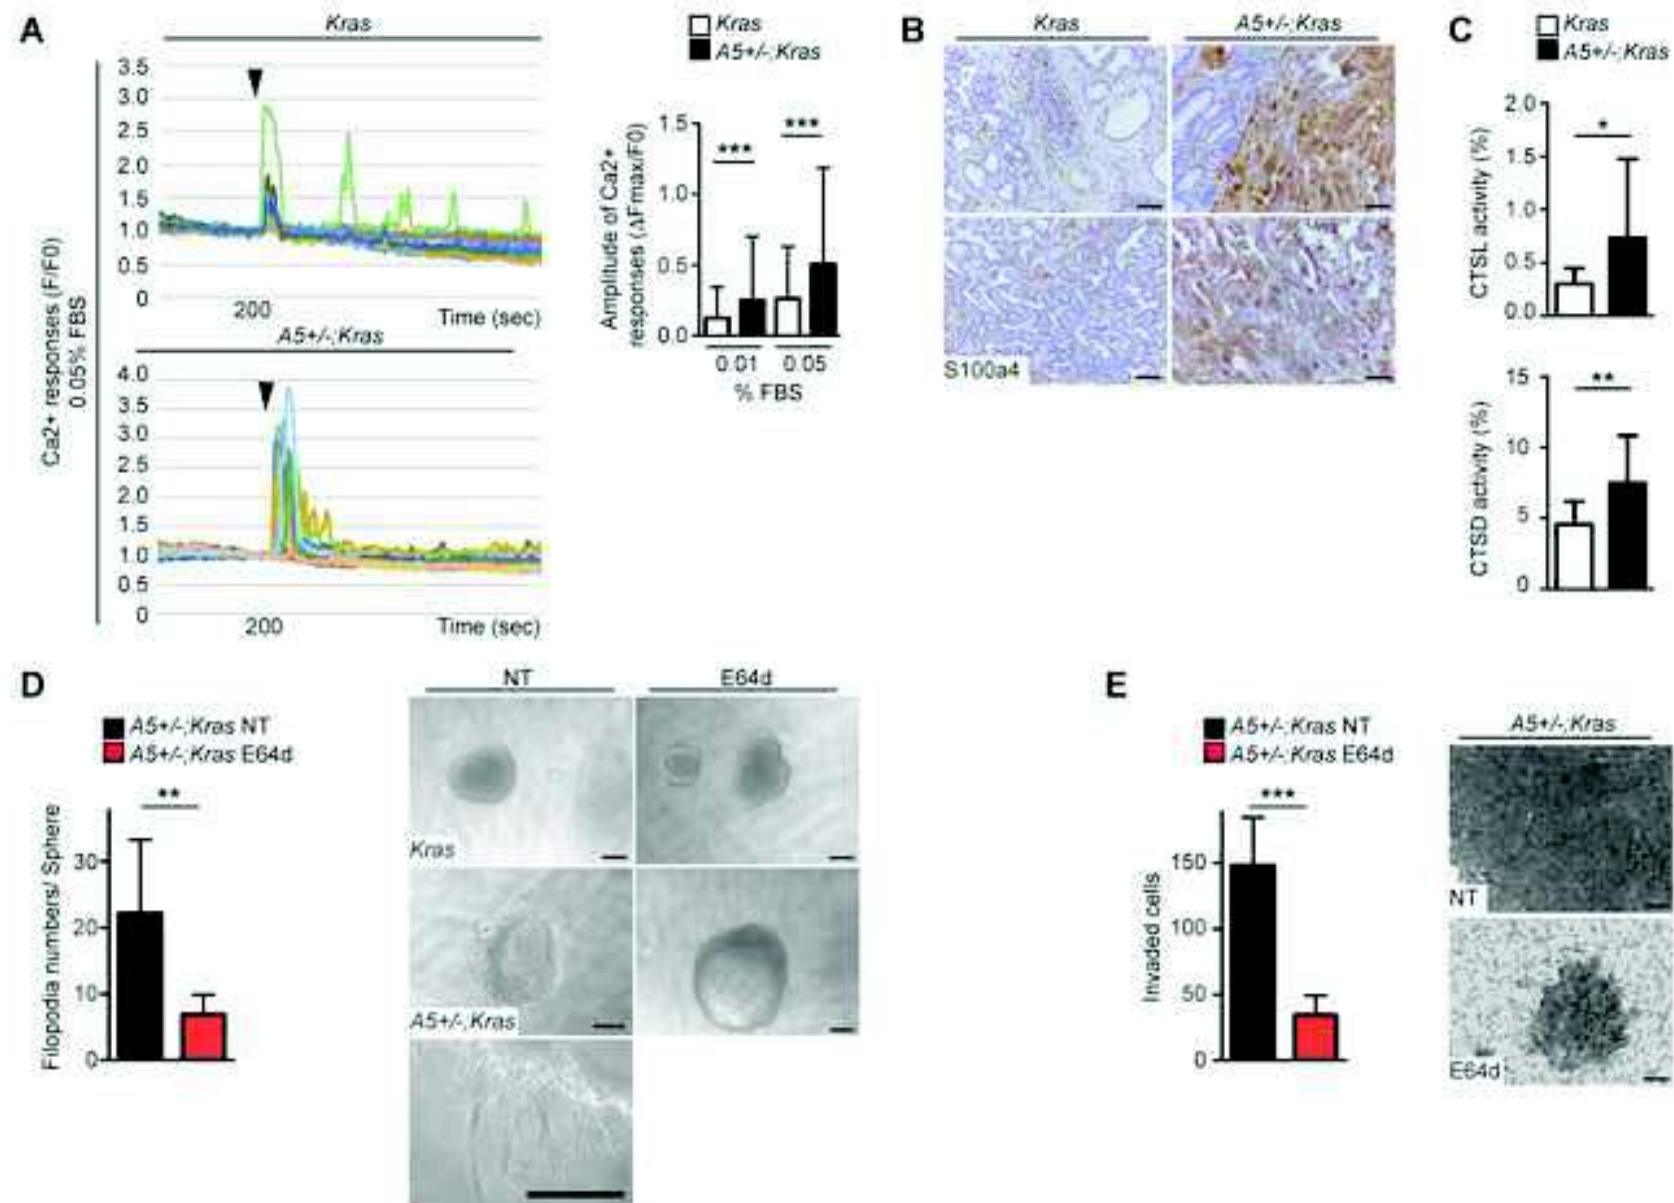 A
Kras
Ca2+ responses (F/F0)
0.05% FBS
3.5
3.0
2.5
2.0
1.5
1.0
0.5
0
200
Time (sec)
A5+/-;Kras
4.0
3.5
3.0
2.5
2.0
1.5
1.0
0.5
0
200
Time (sec)
Kras
A5+/-;Kras
Amplitude of Ca2+
responses (ΔFmax/F0)
1.5
1.0
0.5
0.0
***
***
0.01 0.05
% FBS
B
Kras A5+/-;Kras
S100a4
C
Kras
A5+/-;Kras
CTSL activity (%)
2.0
1.5
1.0
0.5
0.0
*
CTSD activity (%)
15
10
5
0
**
D
A5+/-;Kras NT
A5+/-;Kras E64d
Filopodia numbers/ Sphere
30
20
10
0
**
NT E64d
Kras
A5+/-;Kras
E
A5+/-;Kras NT
A5+/-;Kras E64d
Invaded cells
150
100
50
0
***
A5+/-;Kras
NT
E64d